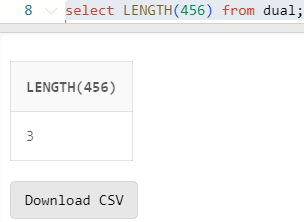 8 select LENGTH(456) from dual;
LENGTH(456)
3
Download CSV